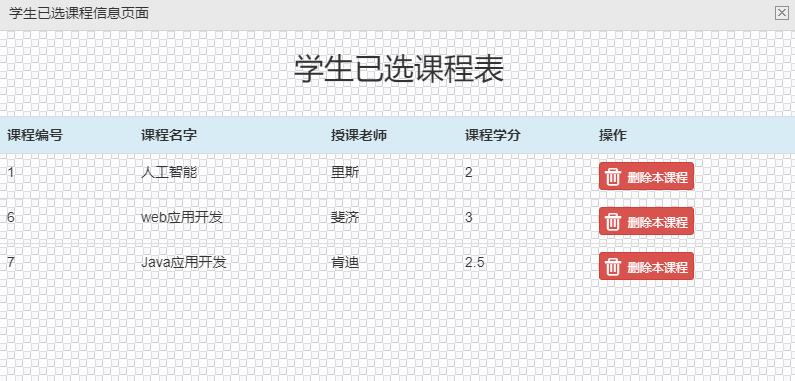 学生已选课程信息页面
学生已选课程表
课程编号 课程名字 授课老师 课程学分 操作
1 人工智能 里斯 2 删除本课程
6 web应用开发 斐济 3 删除本课程
7 Java应用开发 肯迪 2.5 删除本课程